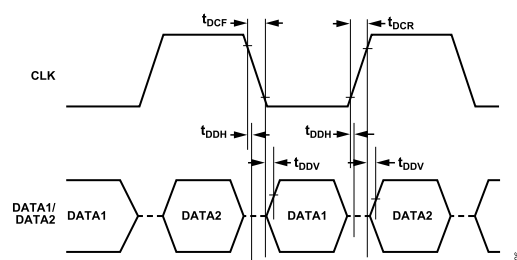 tDCF
tDCR
CLK
tDDH
tDDH
tDDV
tDDV
DATA1/
DATA2
DATA1
DATA2
DATA1
DATA2